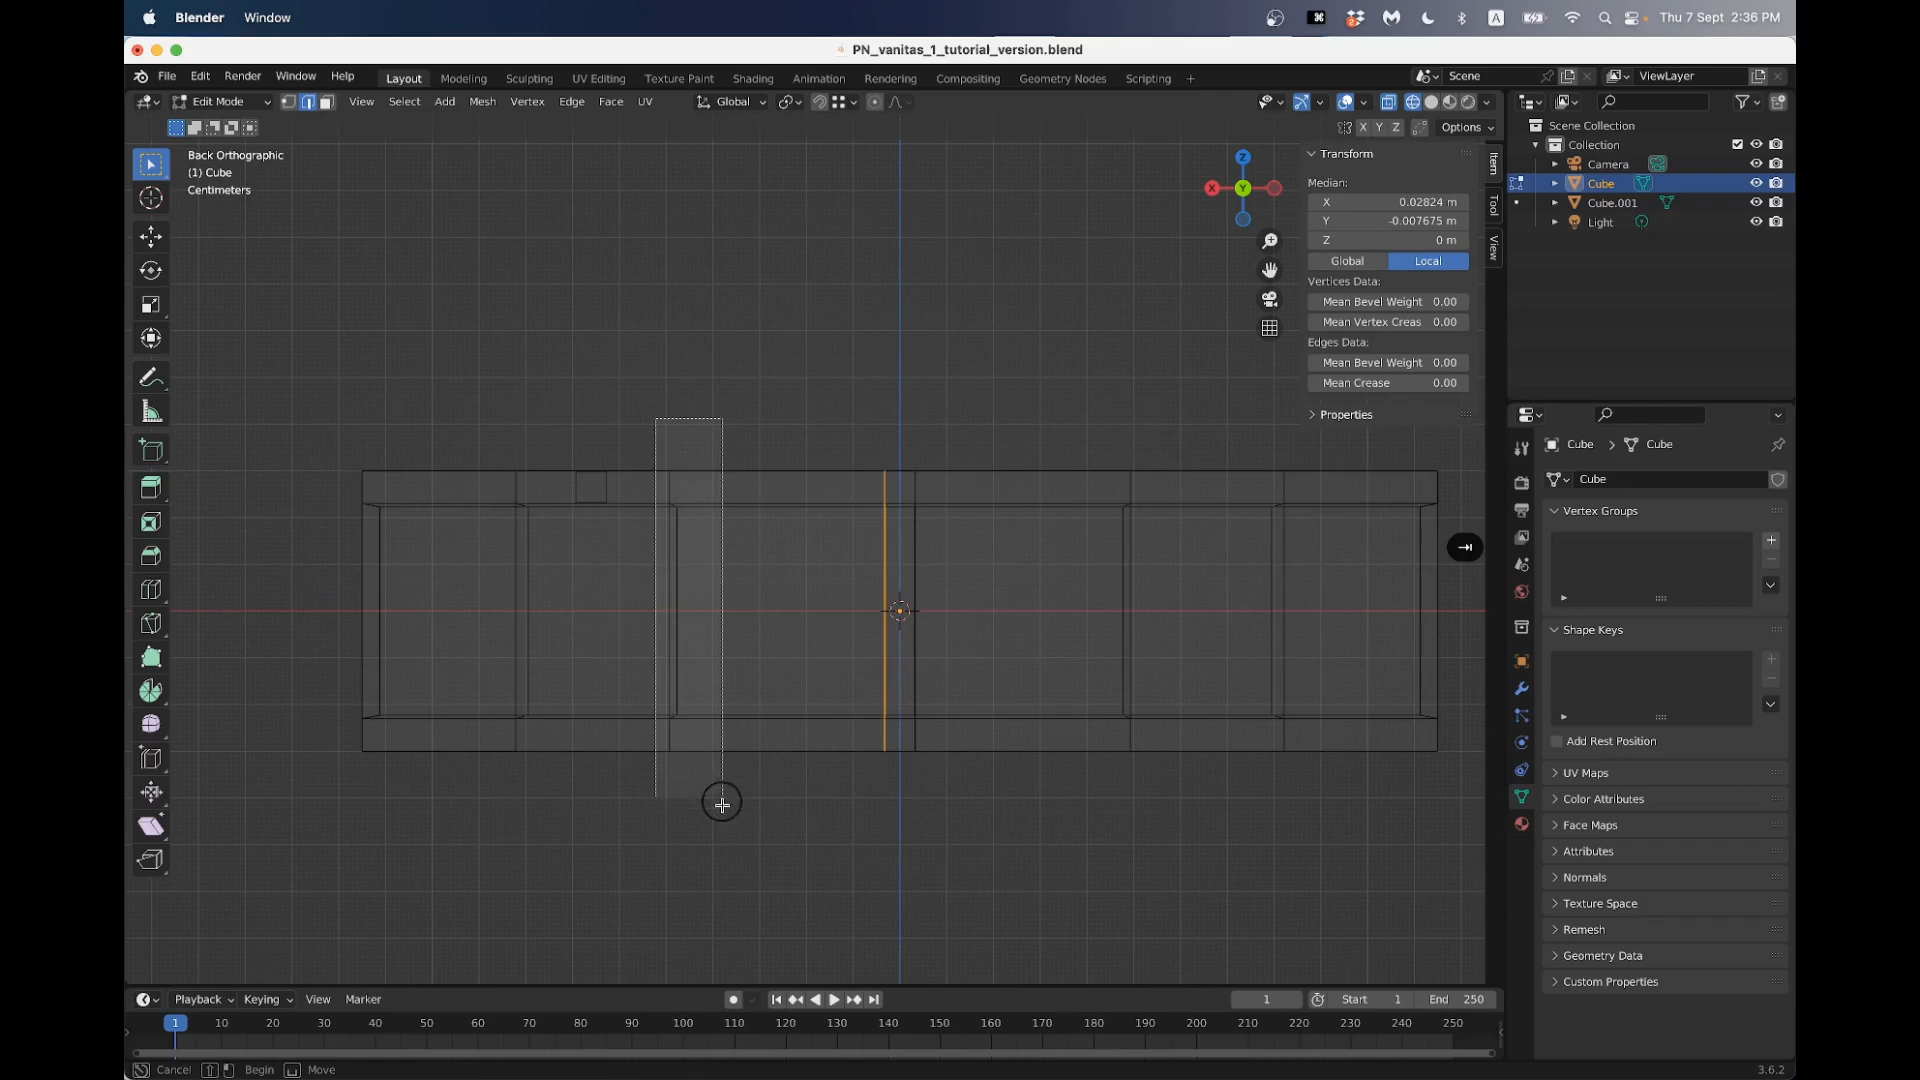 Blender Window
A
Thu 7 Sept 2:36 PM
PN_vanitas_1_tutorial_version.blend
File Edit Render Window Help
Layout Modeling Sculpting UV Editing Texture Paint Shading Animation Rendering Compositing Geometry Nodes Scripting +
Scene
ViewLayer
Edit Mode
View Select Add Mesh Vertex Edge Face UV
Global
X Y Z
Options
Back Orthographic
(1) Cube
Centimeters
Z
X
Y
Transform
Median:
X 0.02824 m
Y -0.007675 m
Z 0 m
Global Local
Vertices Data:
Mean Bevel Weight 0.00
Mean Vertex Creas 0.00
Edges Data:
Mean Bevel Weight 0.00
Mean Crease 0.00
Properties
Item
Tool
View
Scene Collection
Collection
Camera
Cube
Cube.001
Light
Cube > Cube
Cube
Vertex Groups
Shape Keys
Add Rest Position
UV Maps
Color Attributes
Face Maps
Attributes
Normals
Texture Space
Remesh
Geometry Data
Custom Properties
Playback Keying View Marker
1
Start 1
End 250
1 10 20 30 40 50 60 70 80 90 100 110 120 130 140 150 160 170 180 190 200 210 220 230 240 250
Cancel Begin Move
3.6.2